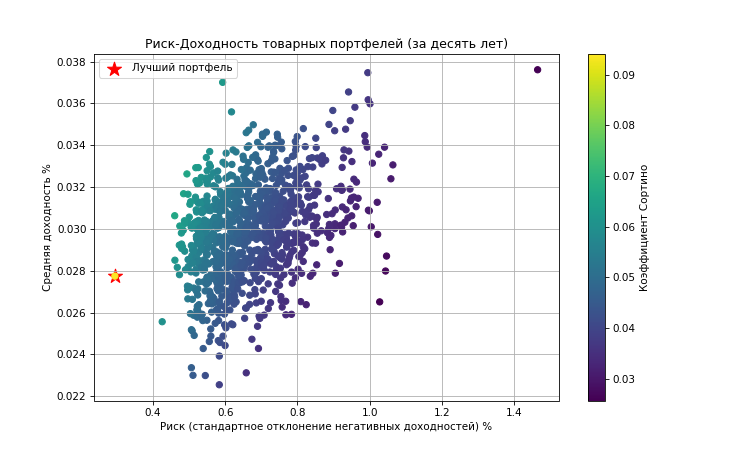 Риск-Доходность товарных портфелей (за десять лет)
Лучший портфель
Средняя доходность %
0.038
0.036
0.034
0.032
0.030
0.028
0.026
0.024
0.022
0.4 0.6 0.8 1.0 1.2 1.4
Риск (стандартное отклонение негативных доходностей) %
0.09
0.08
0.07
0.06
0.05
0.04
0.03
Коэффициент Сортино